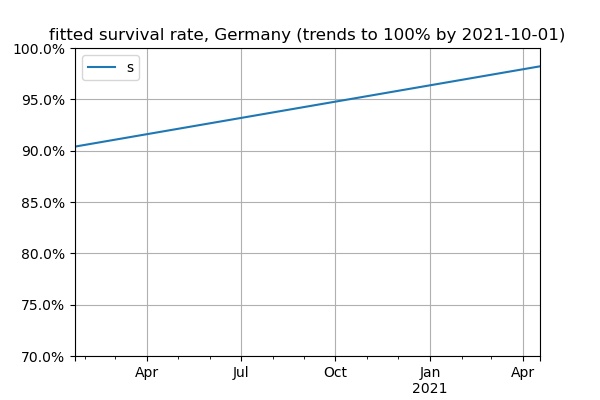 fitted survival rate, Germany (trends to 100% by 2021-10-01)
100.0%
s
95.0%
90.0%
85.0%
80.0%
75.0%
70.0%
Apr Jul Oct Jan Apr
2021